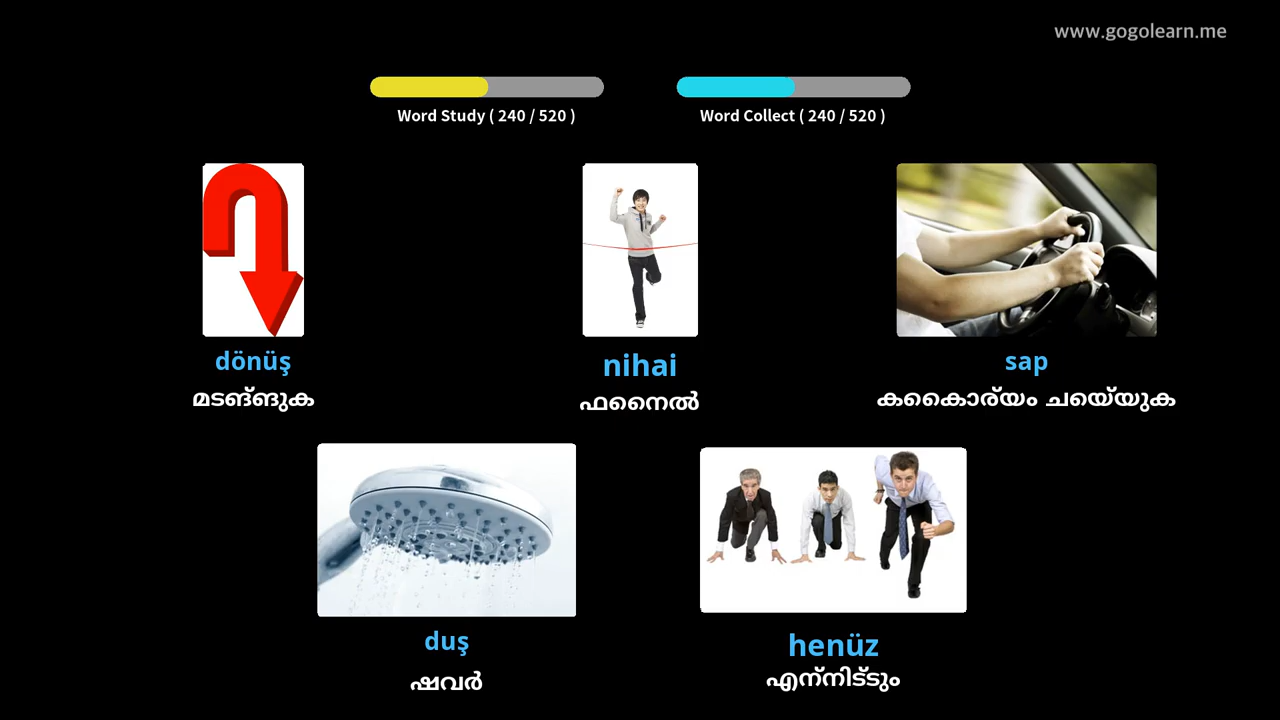 www.gogolearn.me
Word Study ( 240 / 520 )
Word Collect ( 240 / 520 )
dönüş
മടങ്ങുക
nihai
ഫൈനൽ
sap
കൈകാര്യം ചെയ്യുക
duş
ഷവർ
henüz
എന്നിട്ടും